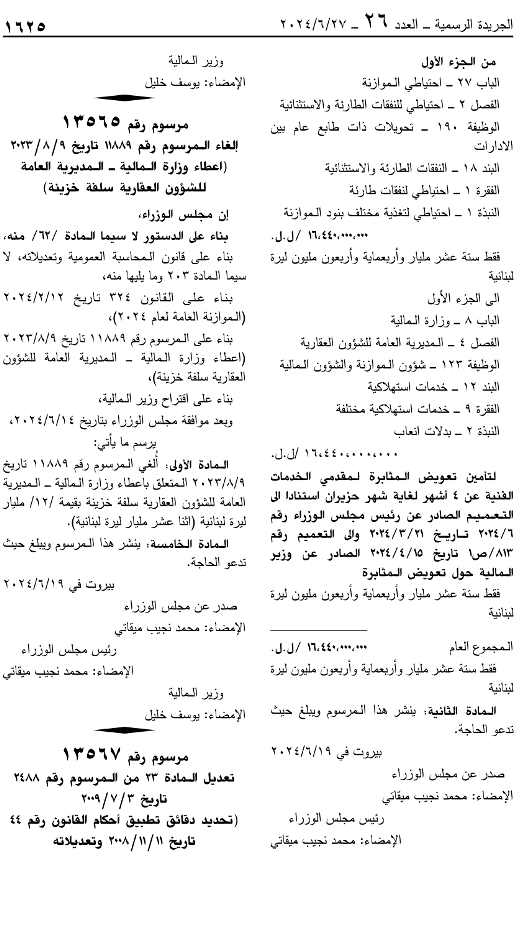 الجريدة الرسمية ـ العدد ٢٦ ـ ٢٠٢٤/٦/٢٧
١٦٢٥
من الجزء الأول
الباب ٢٧ ـ احتياطي الموازنة
الفصل ٢ ـ احتياطي للنفقات الطارئة والاستثنائية
الوظيفة ١٩٠ ـ تحويلات ذات طابع عام بين
الادارات
البند ١٨ ـ النفقات الطارئة والاستثنائية
الفقرة ١ ـ احتياطي لنفقات طارئة
النبذة ١ ـ احتياطي لتغذية مختلف بنود الموازنة
١٦،٤٤٠،٠٠٠،٠٠٠ /ل.ل.
فقط ستة عشر مليار وأربعماية وأربعون مليون ليرة
لبنانية
الى الجزء الأول
الباب ٨ ـ وزارة المالية
الفصل ٤ ـ المديرية العامة للشؤون العقارية
الوظيفة ١٢٣ ـ شؤون الموازنة والشؤون المالية
البند ١٢ ـ خدمات استهلاكية
الفقرة ٩ ـ خدمات استهلاكية مختلفة
النبذة ٢ ـ بدلات اتعاب
١٦،٤٤٠،٠٠٠،٠٠٠ /ل.ل.
لتأمين تعويض المثابرة لمقدمي الخدمات
الفنية عن ٤ أشهر لغاية شهر حزيران استنادا الى
التعميم الصادر عن رئيس مجلس الوزراء رقم
٢٠٢٤/٦ تاريخ ٢٠٢٤/٣/٢١ والى التعميم رقم
٨١٣/ص١ تاريخ ٢٠٢٤/٤/١٥ الصادر عن وزير
المالية حول تعويض المثابرة
فقط ستة عشر مليار وأربعماية وأربعون مليون ليرة
لبنانية
المجموع العام ١٦،٤٤٠،٠٠٠،٠٠٠ /ل.ل.
فقط ستة عشر مليار وأربعماية وأربعون مليون ليرة
لبنانية
المادة الثانية: ينشر هذا المرسوم ويبلغ حيث
تدعو الحاجة.
بيروت في ٢٠٢٤/٦/١٩
صدر عن مجلس الوزراء
الإمضاء: محمد نجيب ميقاتي
رئيس مجلس الوزراء
الإمضاء: محمد نجيب ميقاتي
وزير المالية
الإمضاء: يوسف خليل
مرسوم رقم ١٣٥٦٥
إلغاء المرسوم رقم ١١٨٨٩ تاريخ ٢٠٢٣/٨/٩
(اعطاء وزارة المالية ـ المديرية العامة
للشؤون العقارية سلفة خزينة)
إن مجلس الوزراء،
بناء على الدستور لا سيما المادة /٦٢/ منه،
بناء على قانون المحاسبة العمومية وتعديلاته، لا
سيما المادة ٢٠٣ وما يليها منه،
بناء على القانون ٣٢٤ تاريخ ٢٠٢٤/٢/١٢
(الموازنة العامة لعام ٢٠٢٤)،
بناء على المرسوم رقم ١١٨٨٩ تاريخ ٢٠٢٣/٨/٩
(اعطاء وزارة المالية ـ المديرية العامة للشؤون
العقارية سلفة خزينة)،
بناء على اقتراح وزير المالية،
وبعد موافقة مجلس الوزراء بتاريخ ٢٠٢٤/٦/١٤،
يرسم ما يأتي:
المادة الأولى: أُلغي المرسوم رقم ١١٨٨٩ تاريخ
٢٠٢٣/٨/٩ المتعلق باعطاء وزارة المالية ـ المديرية
العامة للشؤون العقارية سلفة خزينة بقيمة /١٢/ مليار
ليرة لبنانية (اثنا عشر مليار ليرة لبنانية).
المادة الخامسة: ينشر هذا المرسوم ويبلغ حيث
تدعو الحاجة.
بيروت في ٢٠٢٤/٦/١٩
صدر عن مجلس الوزراء
الإمضاء: محمد نجيب ميقاتي
رئيس مجلس الوزراء
الإمضاء: محمد نجيب ميقاتي
وزير المالية
الإمضاء: يوسف خليل
مرسوم رقم ١٣٥٦٧
تعديل المادة ٢٣ من المرسوم رقم ٢٤٨٨
تاريخ ٢٠٠٩/٧/٣
(تحديد دقائق تطبيق أحكام القانون رقم ٤٤
تاريخ ٢٠٠٨/١١/١١ وتعديلاته